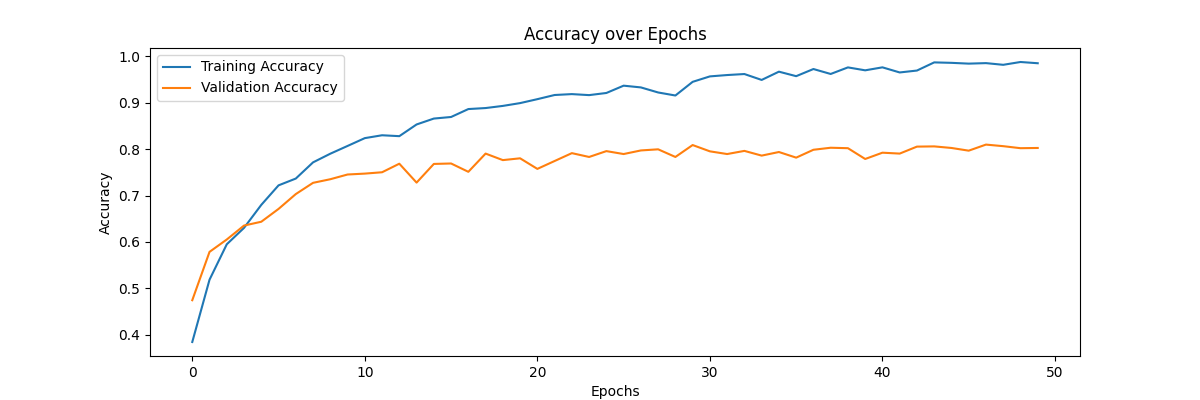 Accuracy over Epochs
Training Accuracy
Validation Accuracy
Accuracy
1.0
0.9
0.8
0.7
0.6
0.5
0.4
0 10 20 30 40 50
Epochs